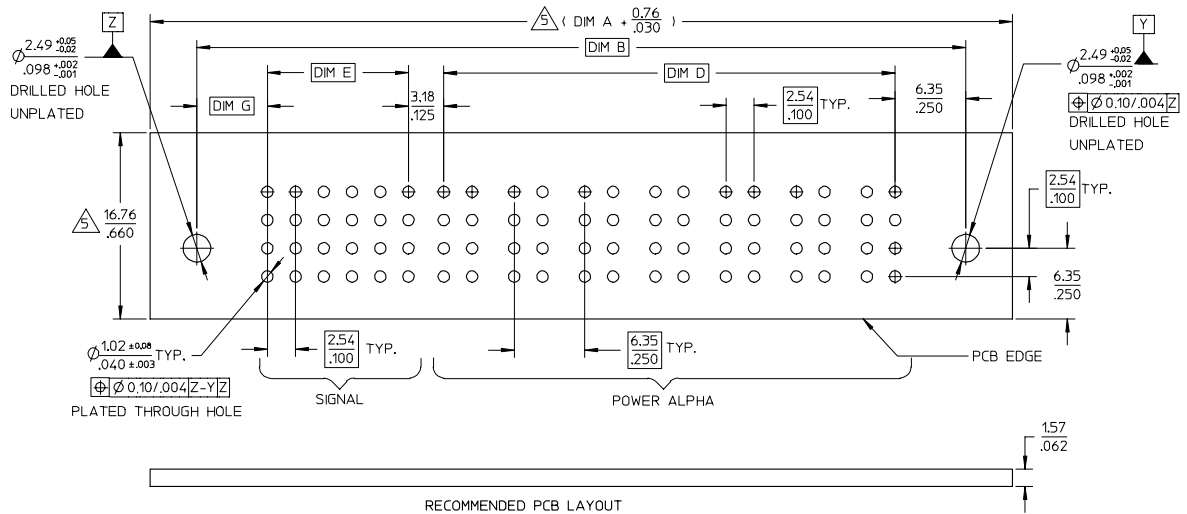 5 ( DIM A + 0.76 / .030 )
Z
Y
DIM B
Ø 2.49 +0.05 -0.02
.098 +.002 -.001
DRILLED HOLE
UNPLATED
DIM E
DIM D
Ø 2.49 +0.05 -0.02
.098 +.002 -.001
⌖ Ø 0.10/.004 Z
DRILLED HOLE
UNPLATED
DIM G
3.18
.125
2.54
.100
TYP.
6.35
.250
5 16.76
.660
2.54
.100
TYP.
6.35
.250
Ø 1.02 ±0.08
.040 ±.003
TYP.
⌖ Ø 0.10/.004 Z-Y Z
PLATED THROUGH HOLE
2.54
.100
TYP.
6.35
.250
TYP.
PCB EDGE
SIGNAL
POWER ALPHA
1.57
.062
RECOMMENDED PCB LAYOUT